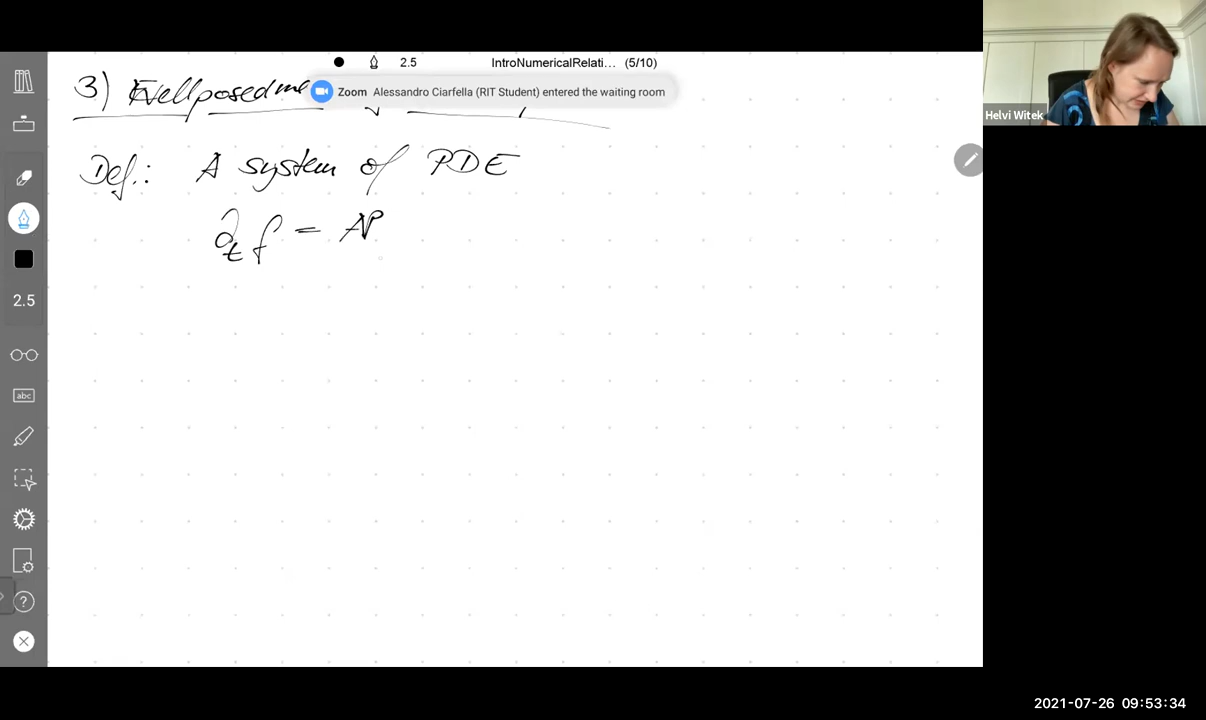 2.5 IntroNumericalRelati... (5/10)
3) Wellposedne
Zoom Alessandro Ciarfella (RIT Student) entered the waiting room
Helvi Witek
Def.: A system of PDE
∂ₜ f = AP
2.5
abc
?
2021-07-26 09:53:34